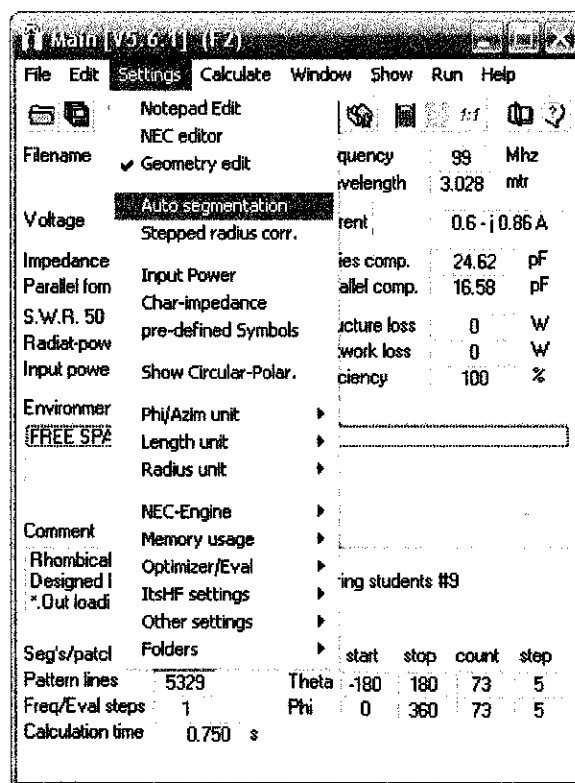 Main [V5.6.1] (F2)
File Edit Settings Calculate Window Show Run Help
Notepad Edit
NEC editor
Geometry edit
Auto segmentation
Stepped radius corr.
Input Power
Char-impedance
pre-defined Symbols
Show Circular-Polar.
Phi/Azim unit
Length unit
Radius unit
NEC-Engine
Memory usage
Optimizer/Eval
ItsHF settings
Other settings
Folders
1:1
Filename quency 99 Mhz
velength 3.028 mtr
Voltage rent 0.6 - j 0.86 A
Impedance ies comp. 24.62 pF
Parallel form allel comp. 16.58 pF
S.W.R. 50 ucture loss 0 W
Radiat-pow work loss 0 W
Input powe ciency 100 %
Environmer
FREE SPA
Comment
Rhombical
Designed ring students #9
*.Out loadi
Seg's/patcl start stop count step
Pattern lines 5329 Theta -180 180 73 5
Freq/Eval steps 1 Phi 0 360 73 5
Calculation time 0.750 s